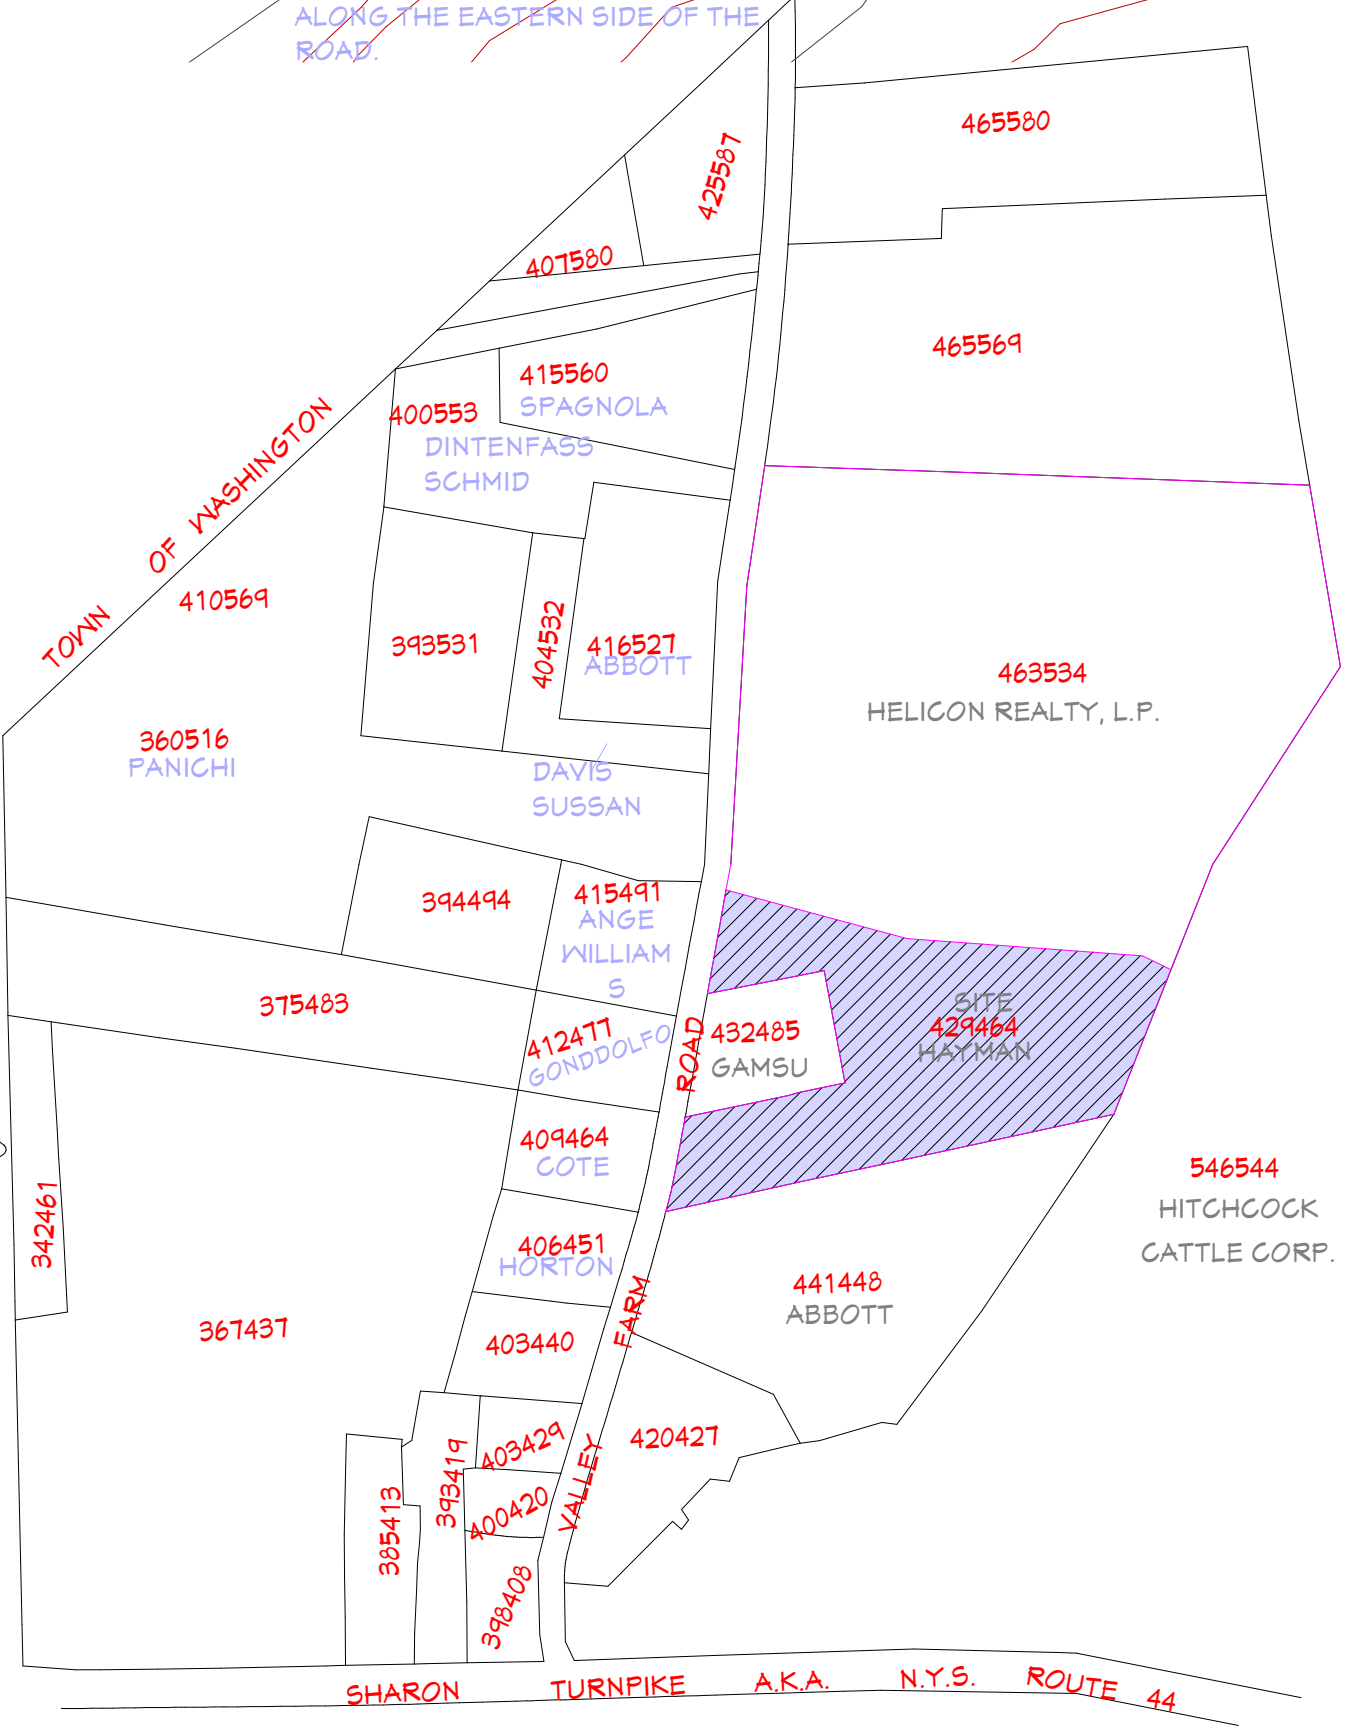 ALONG THE EASTERN SIDE OF THE
ROAD.
465580
425587
407580
465569
415560
SPAGNOLA
400553
DINTENFASS
SCHMID
TOWN OF WASHINGTON
410569
393531
404532
416527
ABBOTT
463534
HELICON REALTY, L.P.
360516
PANICHI
DAVIS
SUSSAN
394494
415491
ANGE
WILLIAM
S
375483
412477
GONDDOLFO
432485
GAMSU
SITE
429464
HAYMAN
409464
COTE
546544
HITCHCOCK
CATTLE CORP.
342461
406451
HORTON
441448
ABBOTT
367437
403440
403429
420427
393419
400420
385413
398408
VALLEY FARM ROAD
SHARON TURNPIKE A.K.A. N.Y.S. ROUTE 44